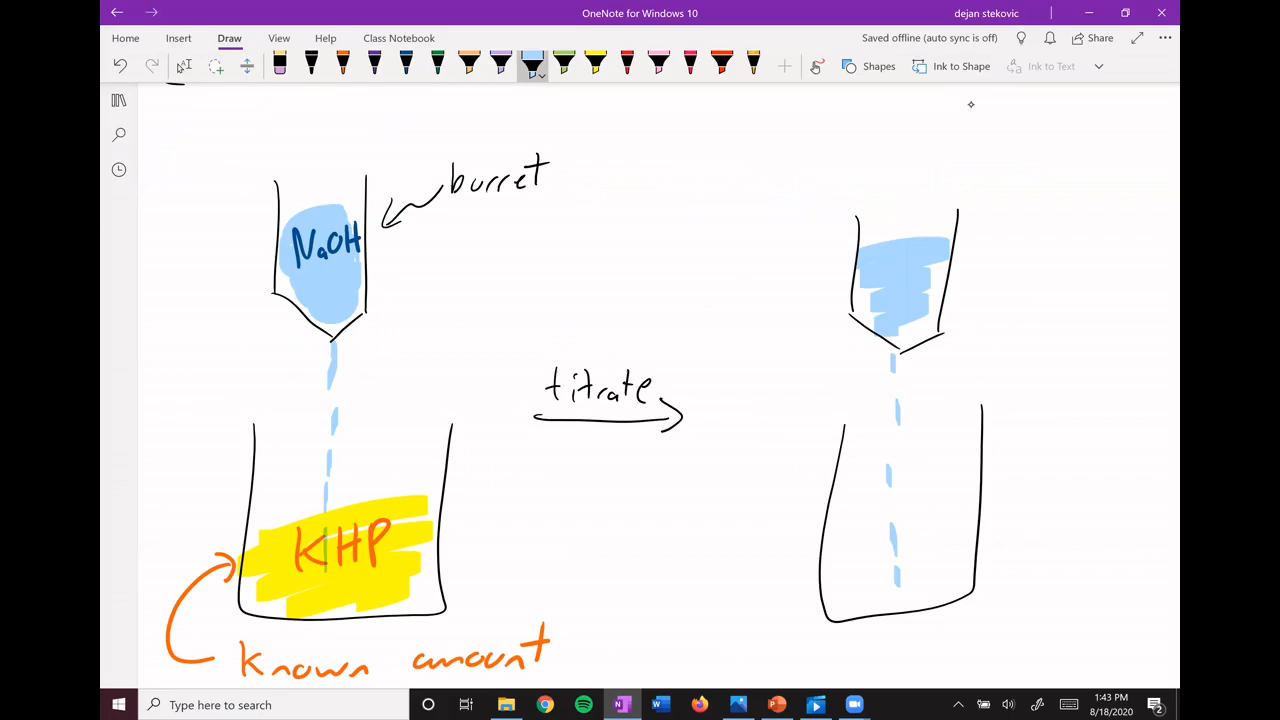 OneNote for Windows 10
dejan stekovic
Home Insert Draw View Help Class Notebook
Saved offline (auto sync is off)
Share
Shapes
Ink to Shape
Ink to Text
burret
NaOH
titrate
KHP
known amount
Type here to search
1:43 PM
8/18/2020
2